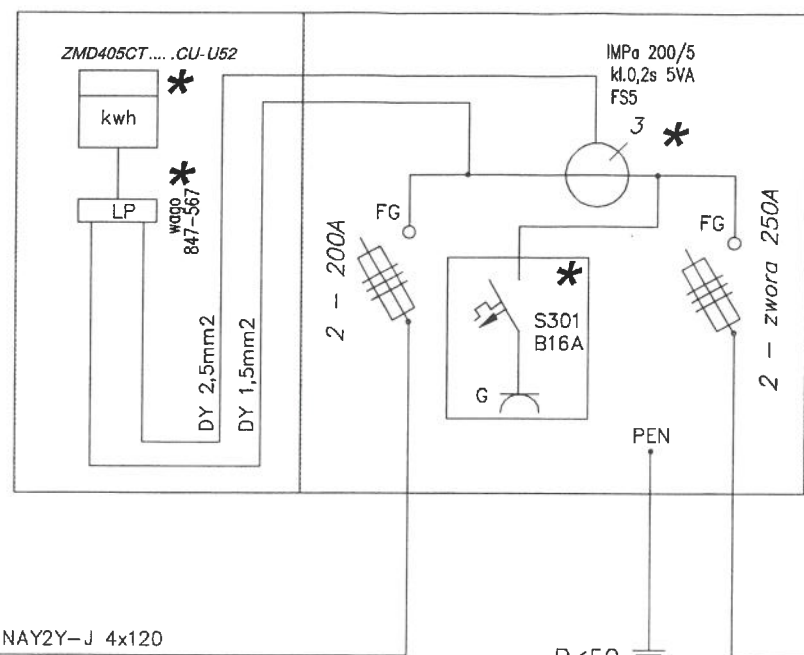 ZMD405CT.....CU-U52
*
kwh
*
LP
wago
847-567
DY 2,5mm2
DY 1,5mm2
IMPa 200/5
kl.0,2s 5VA
FS5
3
*
FG
2 - 200A
*
S301
B16A
G
FG
2 - zwora 250A
PEN
NAY2Y-J 4x120